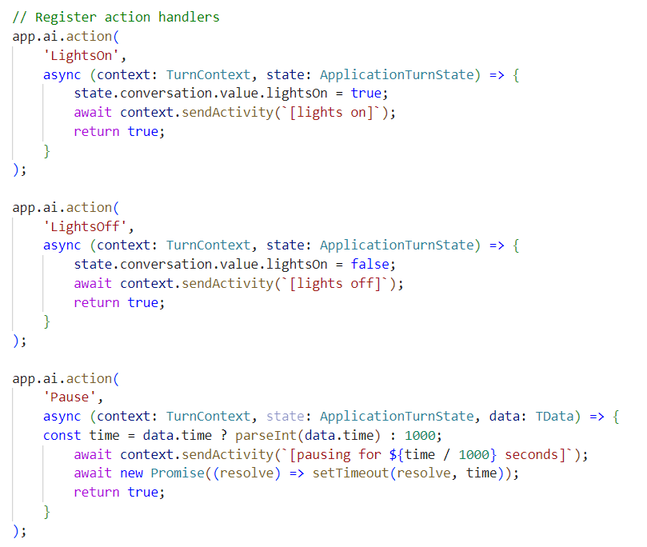 // Register action handlers
app.ai.action(
    'LightsOn',
    async (context: TurnContext, state: ApplicationTurnState) => {
        state.conversation.value.lightsOn = true;
        await context.sendActivity(`[lights on]`);
        return true;
    }
);

app.ai.action(
    'LightsOff',
    async (context: TurnContext, state: ApplicationTurnState) => {
        state.conversation.value.lightsOn = false;
        await context.sendActivity(`[lights off]`);
        return true;
    }
);

app.ai.action(
    'Pause',
    async (context: TurnContext, state: ApplicationTurnState, data: TData) => {
    const time = data.time ? parseInt(data.time) : 1000;
        await context.sendActivity(`[pausing for ${time / 1000} seconds]`);
        await new Promise((resolve) => setTimeout(resolve, time));
        return true;
    }
);